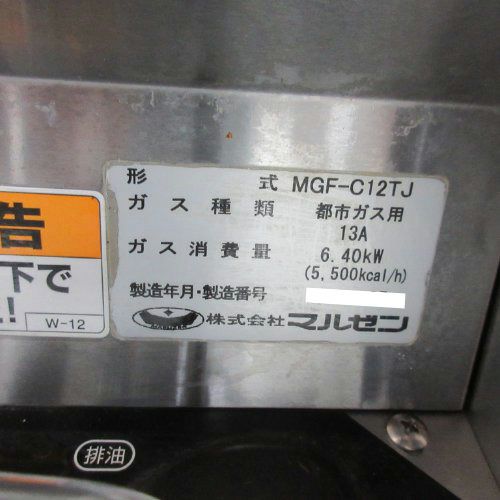 形 式 MGF-C12TJ
ガス種類 都市ガス用
13A
ガス消費量 6.40kW
(5,500kcal/h)
製造年月・製造番号
株式会社マルゼン
告
下で
!
W-12
排油